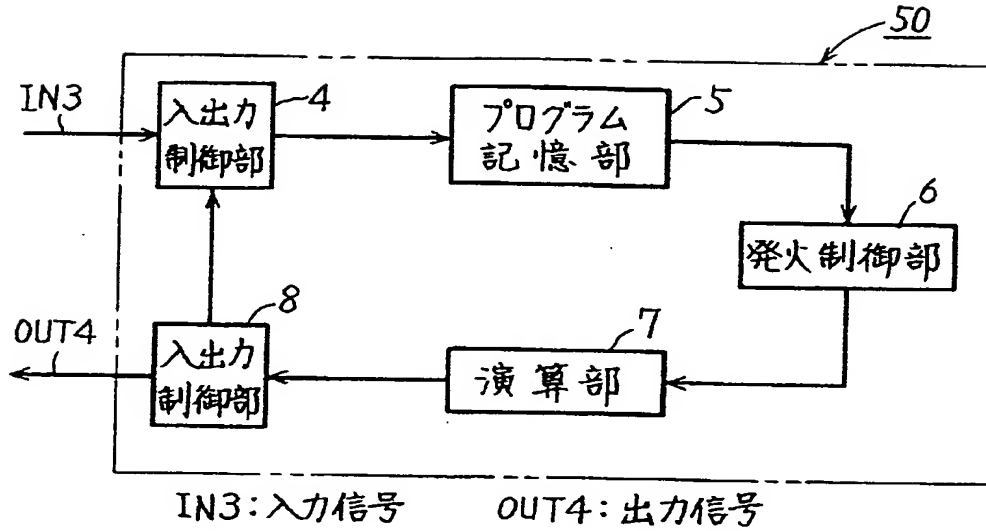 50
IN3
入出力
制御部
4
プログラム
記憶部
5
6
発火制御部
OUT4
8
入出力
制御部
7
演算部
IN3:入力信号 OUT4:出力信号